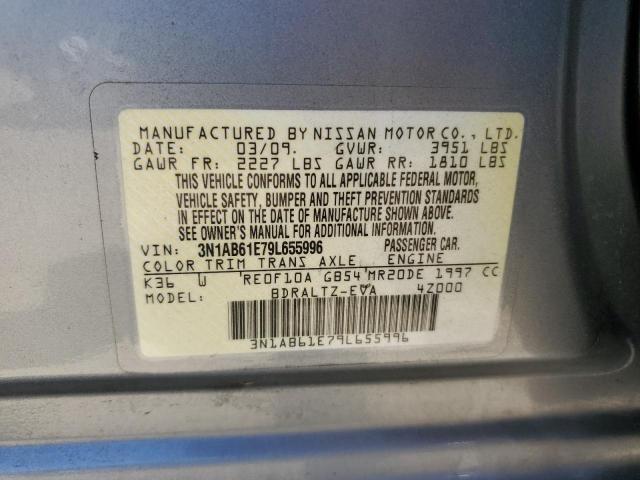 MANUFACTURED BY NISSAN MOTOR CO., LTD.
DATE: 03/09. GVWR: 3951 LBS
GAWR FR: 2227 LBS GAWR RR: 1810 LBS
THIS VEHICLE CONFORMS TO ALL APPLICABLE FEDERAL MOTOR,
VEHICLE SAFETY, BUMPER AND THEFT PREVENTION STANDARDS
IN EFFECT ON THE DATE OF MANUFACTURE SHOWN ABOVE.
SEE OWNER'S MANUAL FOR ADDITIONAL INFORMATION.
VIN: 3N1AB61E79L655996 PASSENGER CAR.
COLOR TRIM TRANS AXLE ENGINE
K36 W RE0F10A GB54 MR20DE 1997 CC
MODEL: BDRALTZ-EVA 4Z000
3N1AB61E79L655996